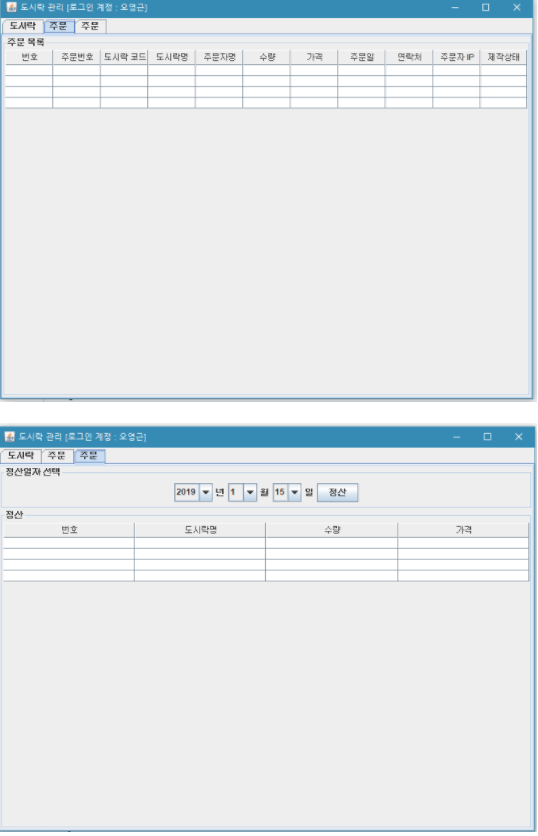 도시락 관리 [로그인 계정 : 오영근]
도시락 주문 주문
주문 목록
번호 주문번호 도시락 코드 도시락명 주문자명 수량 가격 주문일 연락처 주문자 IP 제작상태
도시락 관리 [로그인 계정 : 오영근]
도시락 주문 주문
정산일자 선택
2019 년 1 월 15 일 정산
정산
번호 도시락명 수량 가격